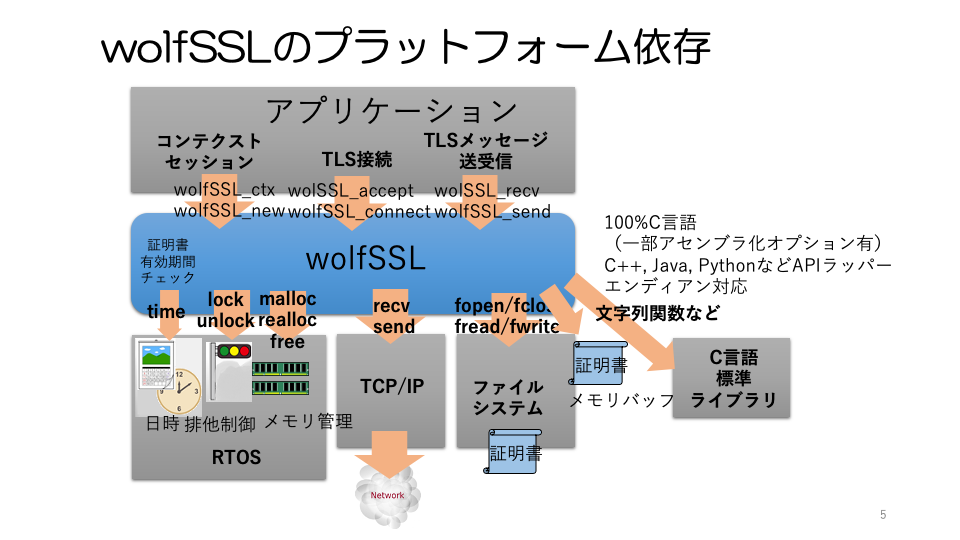 wolfSSLのプラットフォーム依存
アプリケーション
コンテクスト
セッション
TLS接続
TLSメッセージ
送受信
wolfSSL_ctx
wolfSSL_new
wolSSL_accept
wolfSSL_connect
wolSSL_recv
wolfSSL_send
証明書
有効期間
チェック
wolfSSL
100%C言語
（一部アセンブラ化オプション有）
C++, Java, PythonなどAPIラッパー
エンディアン対応
time
lock
unlock
malloc
realloc
free
recv
send
fopen/fclo
fread/fwrite
文字列関数など
12
3
6
9
日時
排他制御
メモリ管理
RTOS
TCP/IP
ファイル
システム
証明書
証明書
メモリバッフ
C言語
標準
ライブラリ
Network
5